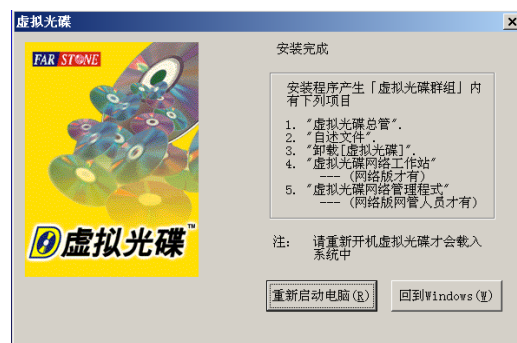 虚拟光碟
FAR STONE
虚拟光碟™
安装完成
安装程序产生「虚拟光碟群组」内
有下列项目
1. "虚拟光碟总管".
2. "自述文件".
3. "卸载[虚拟光碟]".
4. "虚拟光碟网络工作站"
--- (网络版才有)
5. "虚拟光碟网络管理程式"
--- (网络版网管人员才有)
注: 请重新开机虚拟光碟才会载入
系统中
重新启动电脑(R)
回到Windows(W)